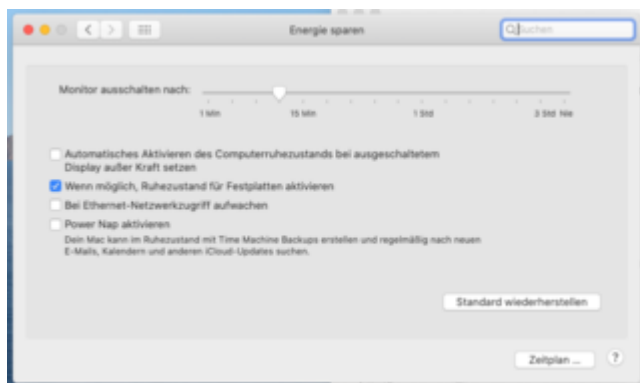 Energie sparen
Suchen
Monitor ausschalten nach:
1 Min 15 Min 1 Std 3 Std Nie
Automatisches Aktivieren des Computerruhezustands bei ausgeschaltetem
Display außer Kraft setzen
Wenn möglich, Ruhezustand für Festplatten aktivieren
Bei Ethernet-Netzwerkzugriff aufwachen
Power Nap aktivieren
Dein Mac kann im Ruhezustand mit Time Machine Backups erstellen und regelmäßig nach neuen
E-Mails, Kalendern und anderen iCloud-Updates suchen.
Standard wiederherstellen
Zeitplan ... ?